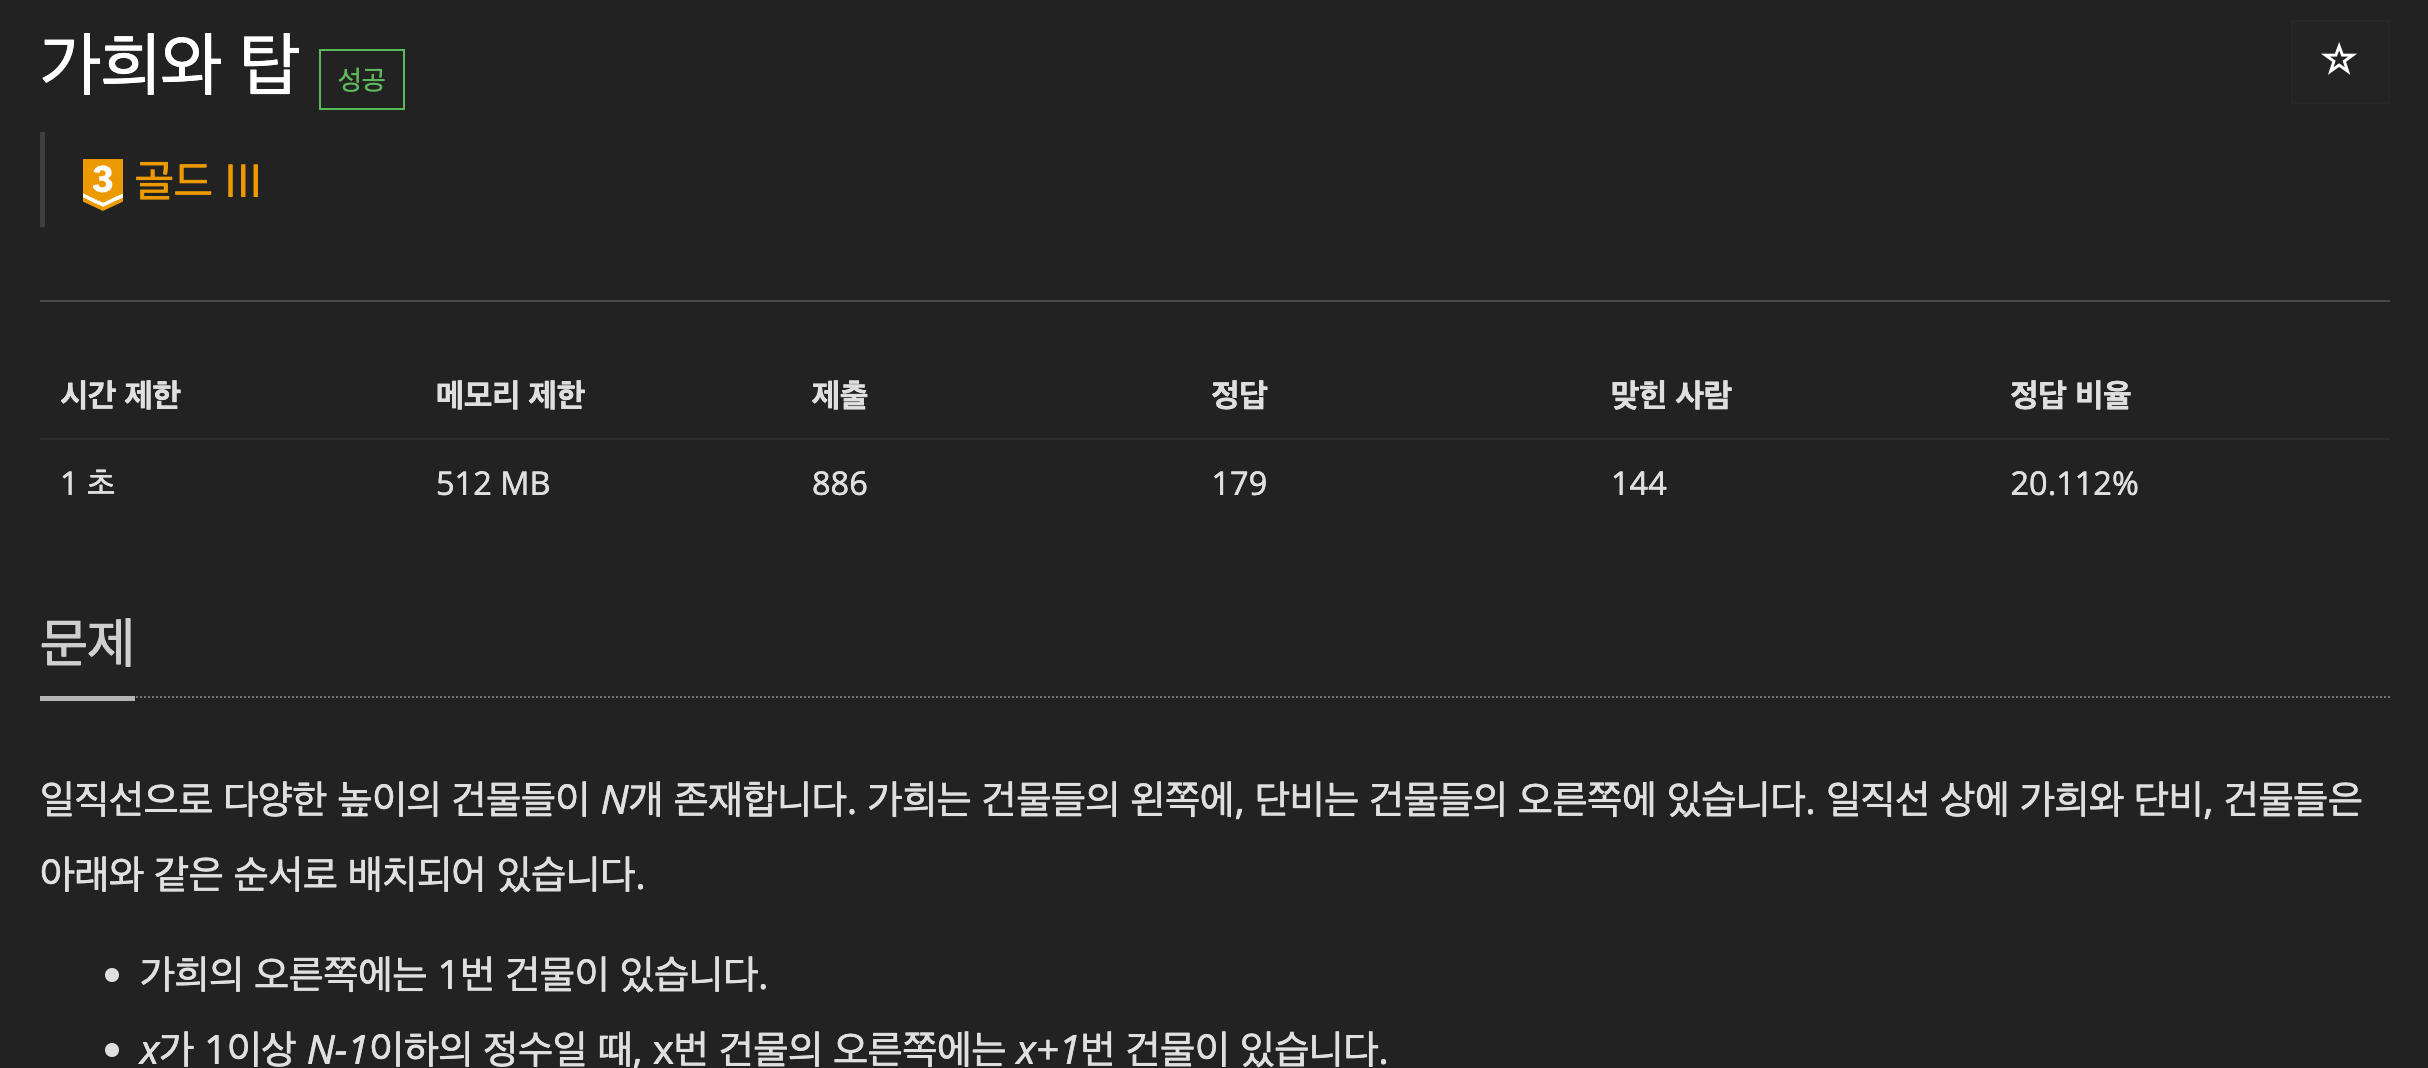 가희와 탑 성공
3 골드 III
시간 제한 메모리 제한 제출 정답 맞힌 사람 정답 비율
1 초 512 MB 886 179 144 20.112%
문제
일직선으로 다양한 높이의 건물들이 N개 존재합니다. 가희는 건물들의 왼쪽에, 단비는 건물들의 오른쪽에 있습니다. 일직선 상에 가희와 단비, 건물들은
아래와 같은 순서로 배치되어 있습니다.
• 가희의 오른쪽에는 1번 건물이 있습니다.
• x가 1이상 N-1이하의 정수일 때, x번 건물의 오른쪽에는 x+1번 건물이 있습니다.